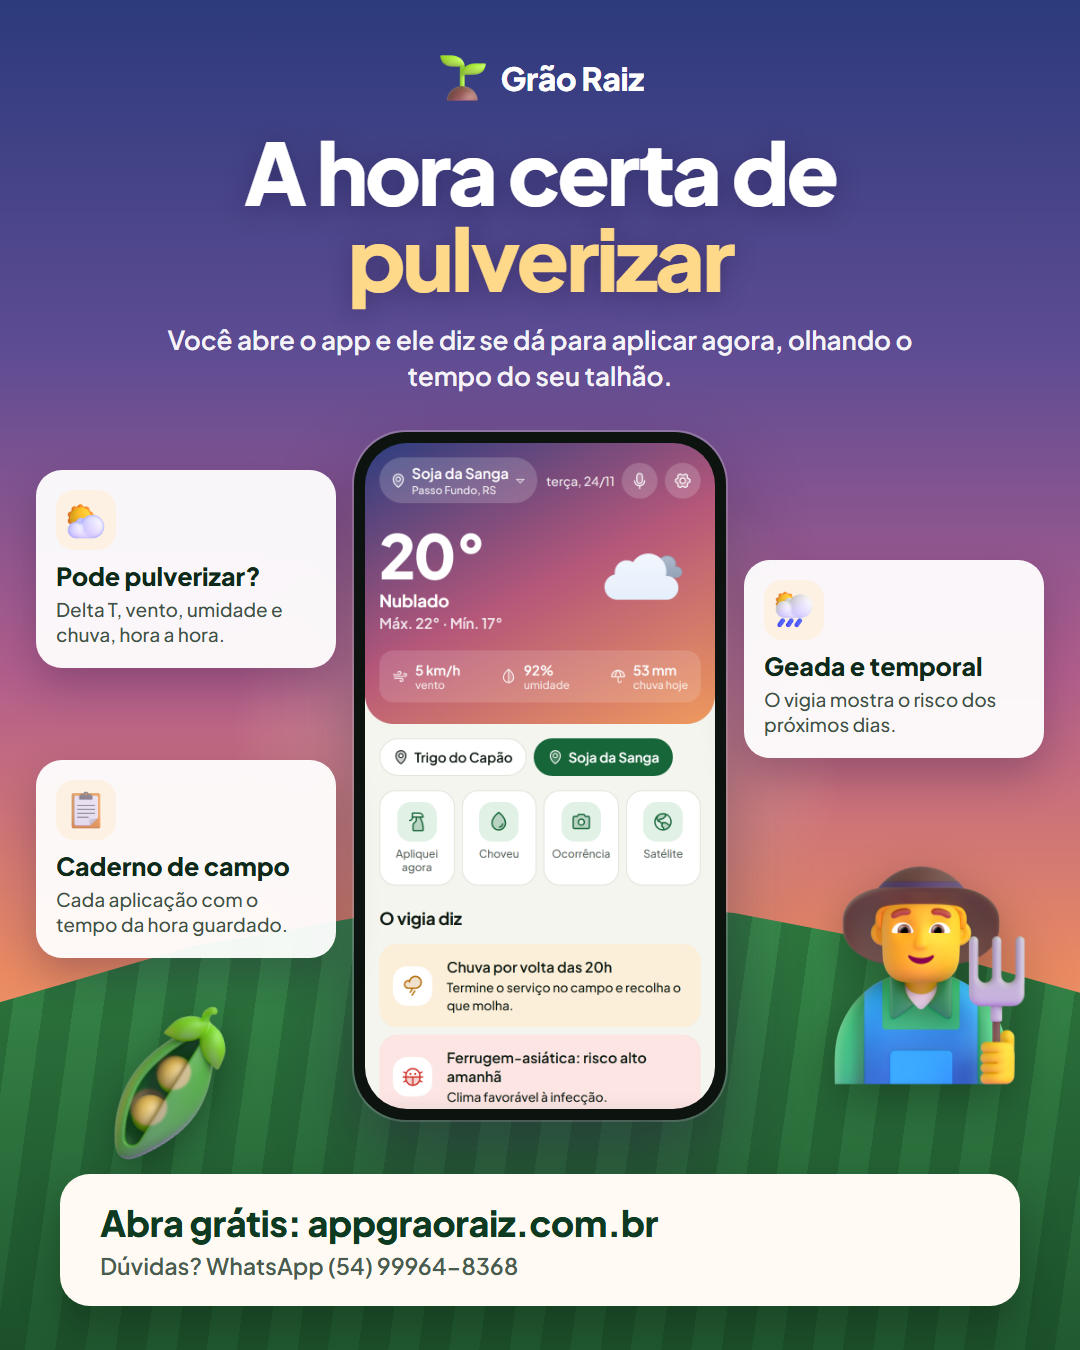 Grão Raiz
A hora certa de
pulverizar
Você abre o app e ele diz se dá para aplicar agora, olhando o
tempo do seu talhão.
Pode pulverizar?
Delta T, vento, umidade e
chuva, hora a hora.
Caderno de campo
Cada aplicação com o
tempo da hora guardado.
Soja da Sanga
Passo Fundo, RS
terça, 24/11
20°
Nublado
Máx. 22° · Mín. 17°
5 km/h
vento
92%
umidade
53 mm
chuva hoje
Trigo do Capão
Soja da Sanga
Apliquei
agora
Choveu
Ocorrência
Satélite
O vigia diz
Chuva por volta das 20h
Termine o serviço no campo e recolha o
que molha.
Ferrugem-asiática: risco alto
amanhã
Clima favorável à infecção.
Geada e temporal
O vigia mostra o risco dos
próximos dias.
Abra grátis: appgraoraiz.com.br
Dúvidas? WhatsApp (54) 99964-8368